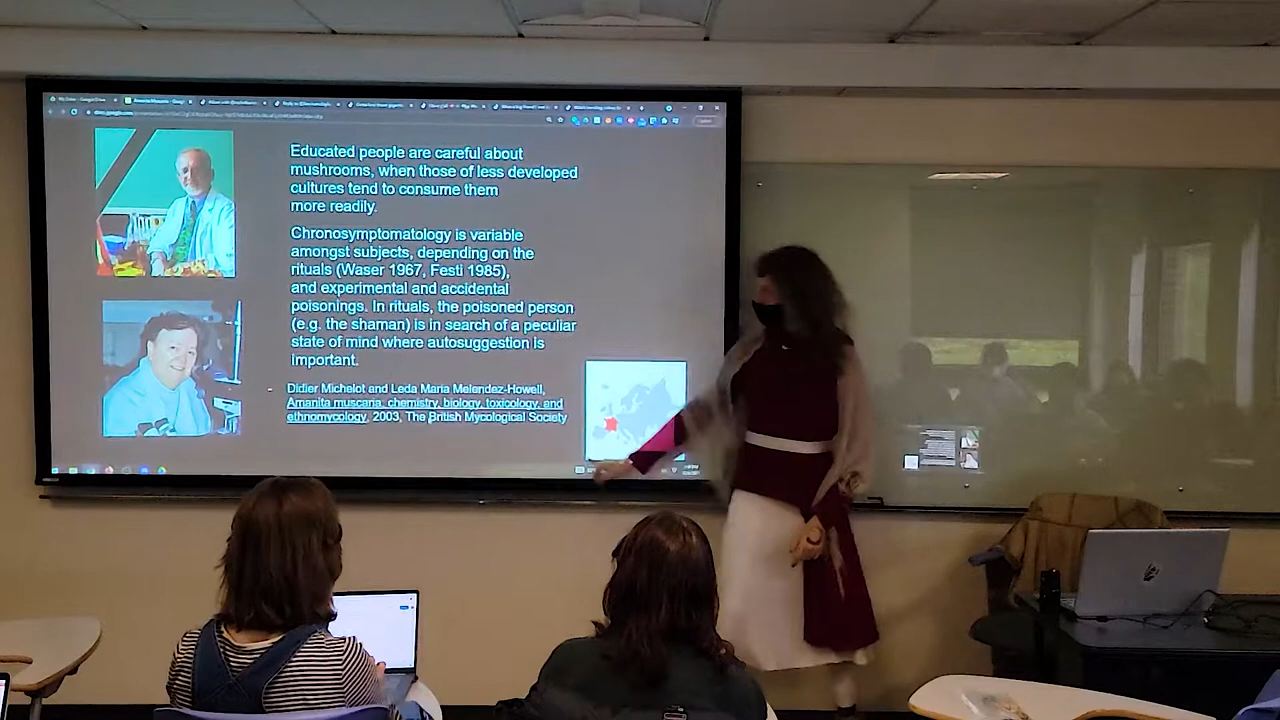 Educated people are careful about
mushrooms, when those of less developed
cultures tend to consume them
more readily.
Chronosymptomatology is variable
amongst subjects, depending on the
rituals (Waser 1967, Festi 1985),
and experimental and accidental
poisonings. In rituals, the poisoned person
(e.g. the shaman) is in search of a peculiar
state of mind where autosuggestion is
important.
Didier Michelot and Leda Maria Melendez-Howell,
Amanita muscaria: chemistry, biology, toxicology, and
ethnomycology, 2003, The British Mycological Society